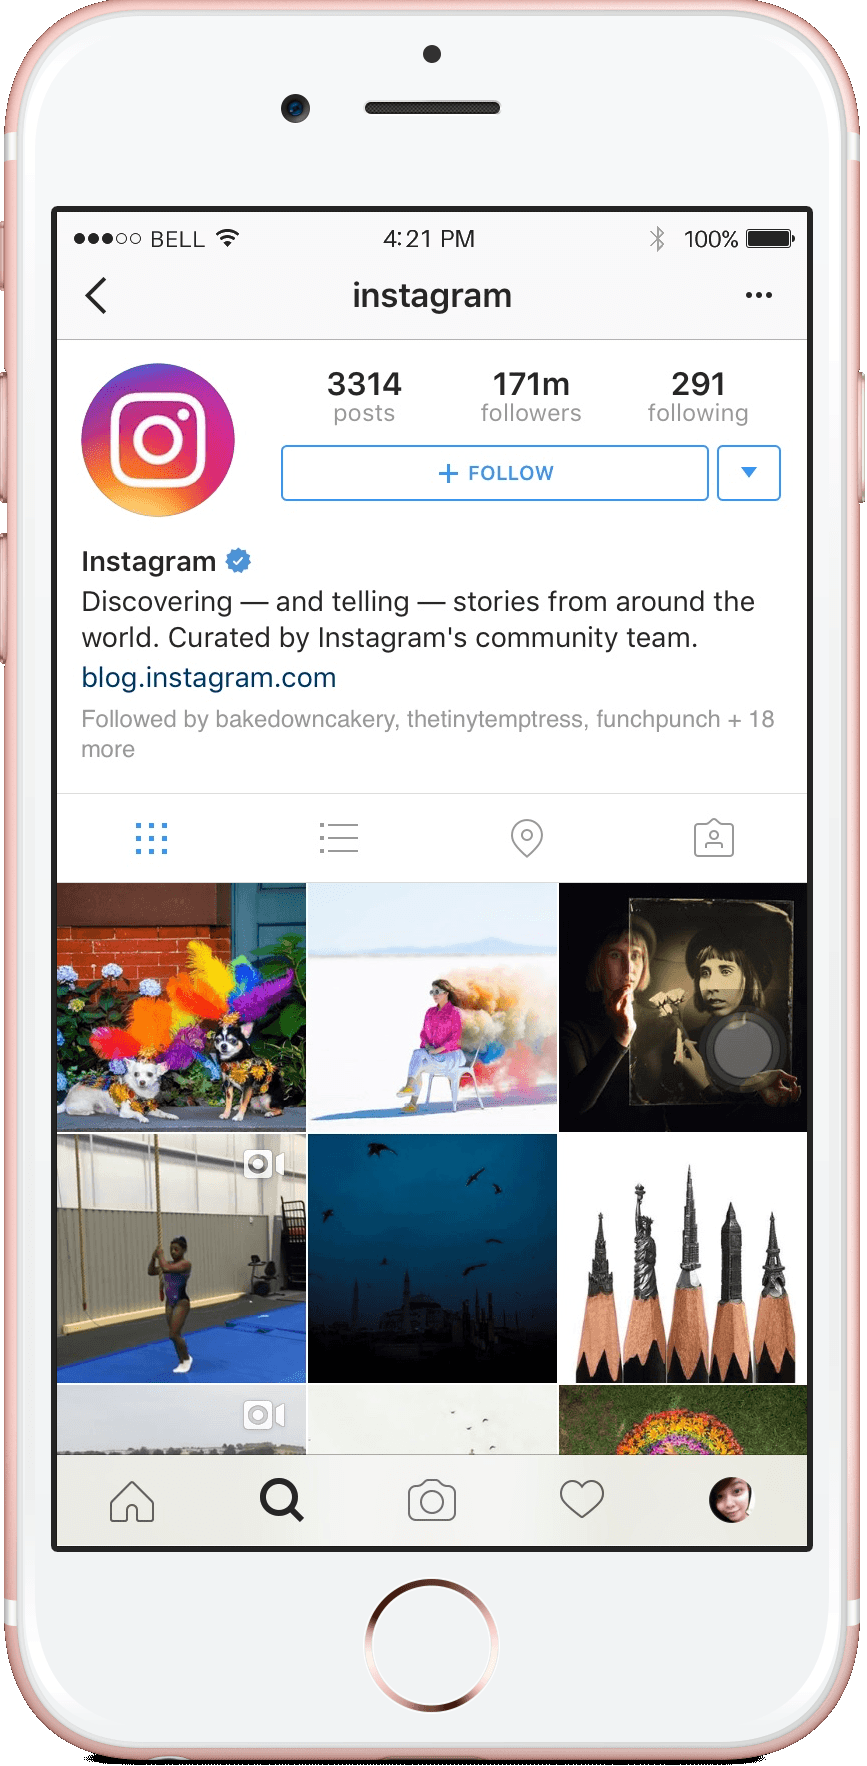 BELL 4:21 PM 100%
instagram
3314 171m 291
posts followers following
+ FOLLOW
Instagram
Discovering — and telling — stories from around the
world. Curated by Instagram's community team.
blog.instagram.com
Followed by bakedowncakery, thetinytemptress, funchpunch + 18
more